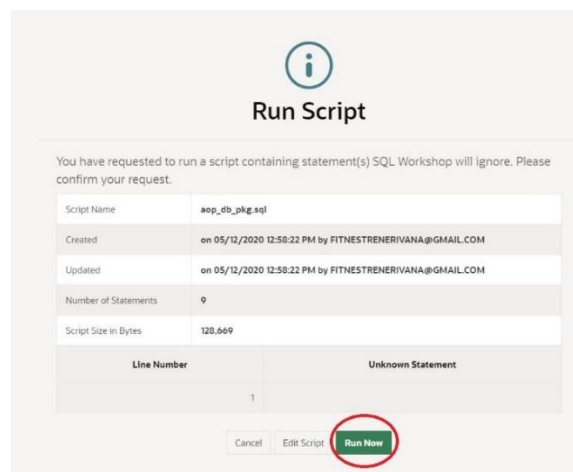 Run Script
You have requested to run a script containing statement(s) SQL Workshop will ignore. Please
confirm your request.
Script Name aop_db_pkg.sql
Created on 05/12/2020 12:58:22 PM by FITNESTRENERIVANA@GMAIL.COM
Updated on 05/12/2020 12:58:22 PM by FITNESTRENERIVANA@GMAIL.COM
Number of Statements 9
Script Size in Bytes 128,669
Line Number Unknown Statement
1
Cancel Edit Script Run Now